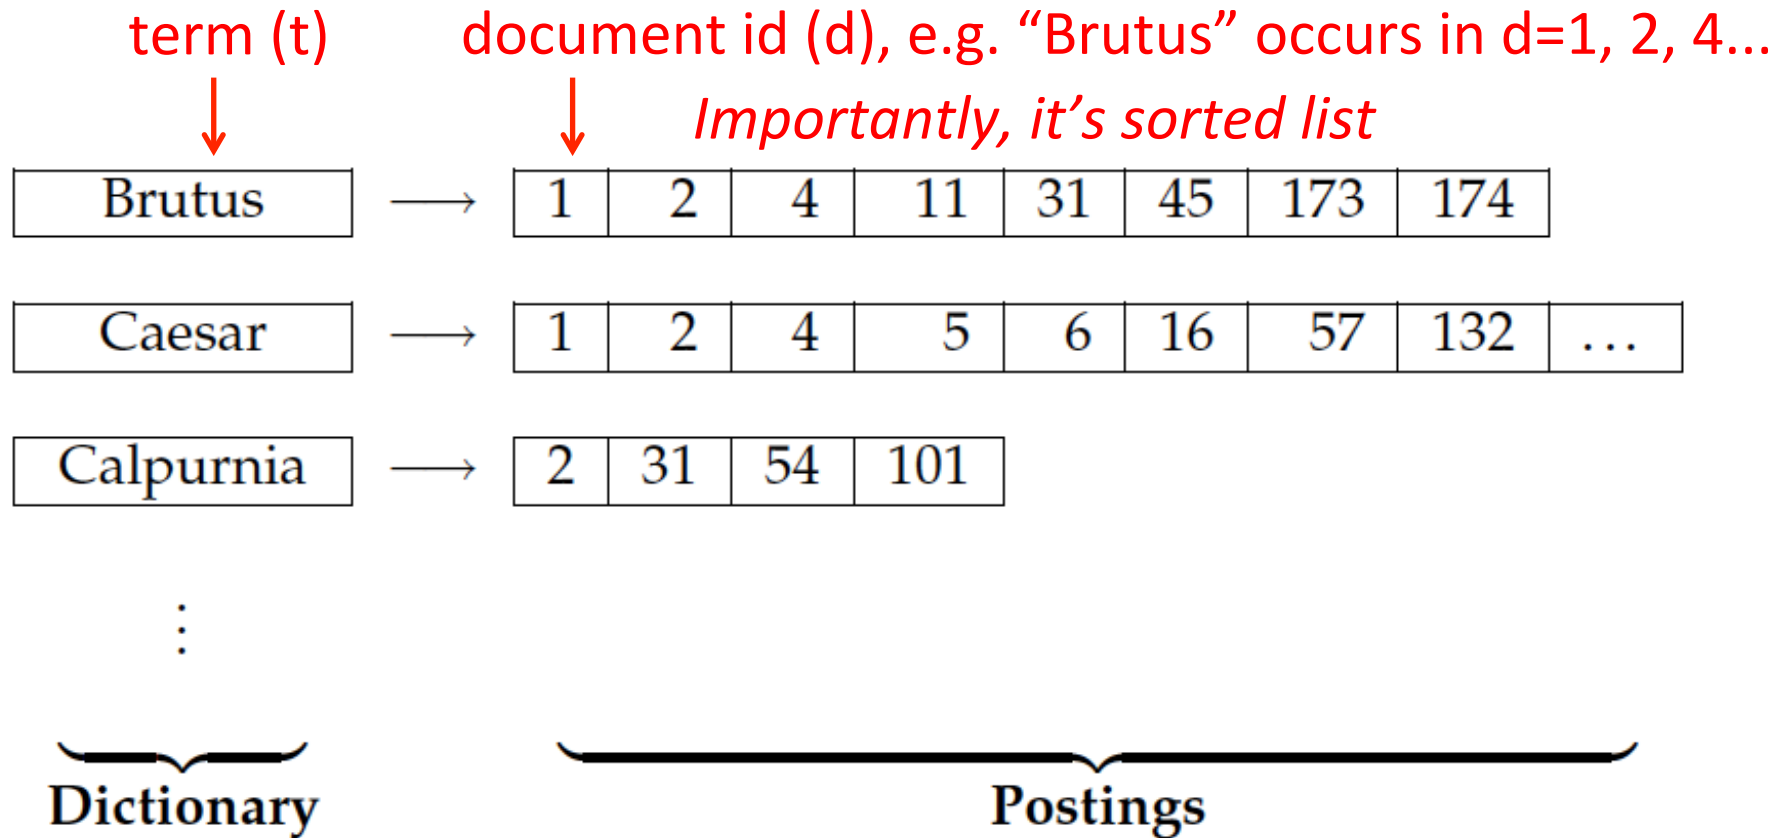 term (t) document id (d), e.g. “Brutus” occurs in d=1, 2, 4...
Importantly, it’s sorted list
Brutus → 1 2 4 11 31 45 173 174
Caesar → 1 2 4 5 6 16 57 132 ...
Calpurnia → 2 31 54 101
⋮
Dictionary Postings